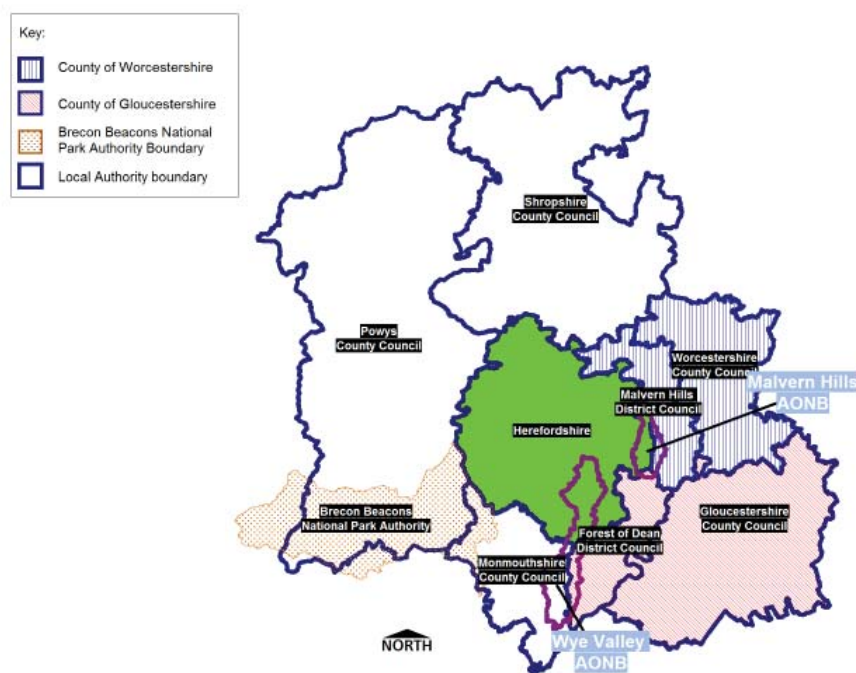 Key:
County of Worcestershire
County of Gloucestershire
Brecon Beacons National
Park Authority Boundary
Local Authority boundary
Shropshire
County Council
Powys
County Council
Worcestershire
County Council
Malvern Hills
AONB
Malvern Hills
District Council
Herefordshire
Brecon Beacons
National Park Authority
Gloucestershire
County Council
Forest of Dean
District Council
Monmouthshire
County Council
NORTH
Wye Valley
AONB